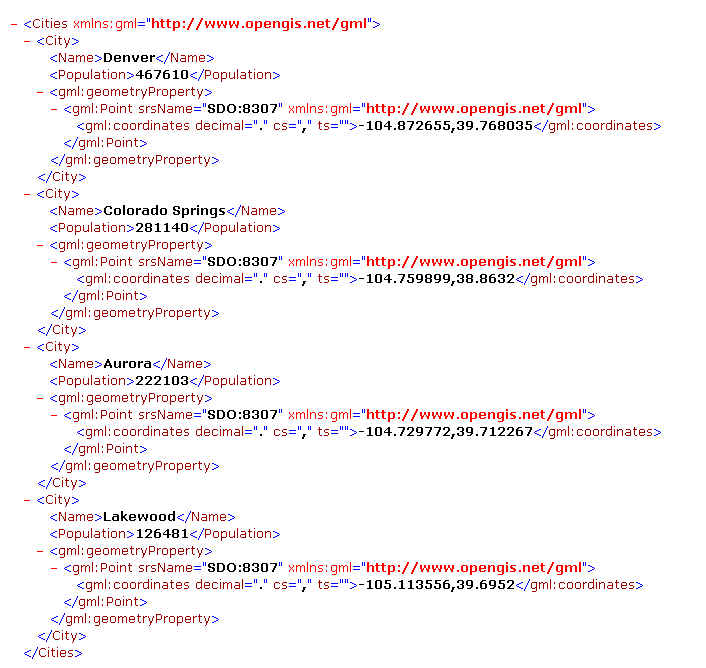 - <Cities xmlns:gml="http://www.opengis.net/gml">
- <City>
<Name>Denver</Name>
<Population>467610</Population>
- <gml:geometryProperty>
- <gml:Point srsName="SDO:8307" xmlns:gml="http://www.opengis.net/gml">
<gml:coordinates decimal="." cs="," ts="">-104.872655,39.768035</gml:coordinates>
</gml:Point>
</gml:geometryProperty>
</City>
- <City>
<Name>Colorado Springs</Name>
<Population>281140</Population>
- <gml:geometryProperty>
- <gml:Point srsName="SDO:8307" xmlns:gml="http://www.opengis.net/gml">
<gml:coordinates decimal="." cs="," ts="">-104.759899,38.8632</gml:coordinates>
</gml:Point>
</gml:geometryProperty>
</City>
- <City>
<Name>Aurora</Name>
<Population>222103</Population>
- <gml:geometryProperty>
- <gml:Point srsName="SDO:8307" xmlns:gml="http://www.opengis.net/gml">
<gml:coordinates decimal="." cs="," ts="">-104.729772,39.712267</gml:coordinates>
</gml:Point>
</gml:geometryProperty>
</City>
- <City>
<Name>Lakewood</Name>
<Population>126481</Population>
- <gml:geometryProperty>
- <gml:Point srsName="SDO:8307" xmlns:gml="http://www.opengis.net/gml">
<gml:coordinates decimal="." cs="," ts="">-105.113556,39.6952</gml:coordinates>
</gml:Point>
</gml:geometryProperty>
</City>
</Cities>